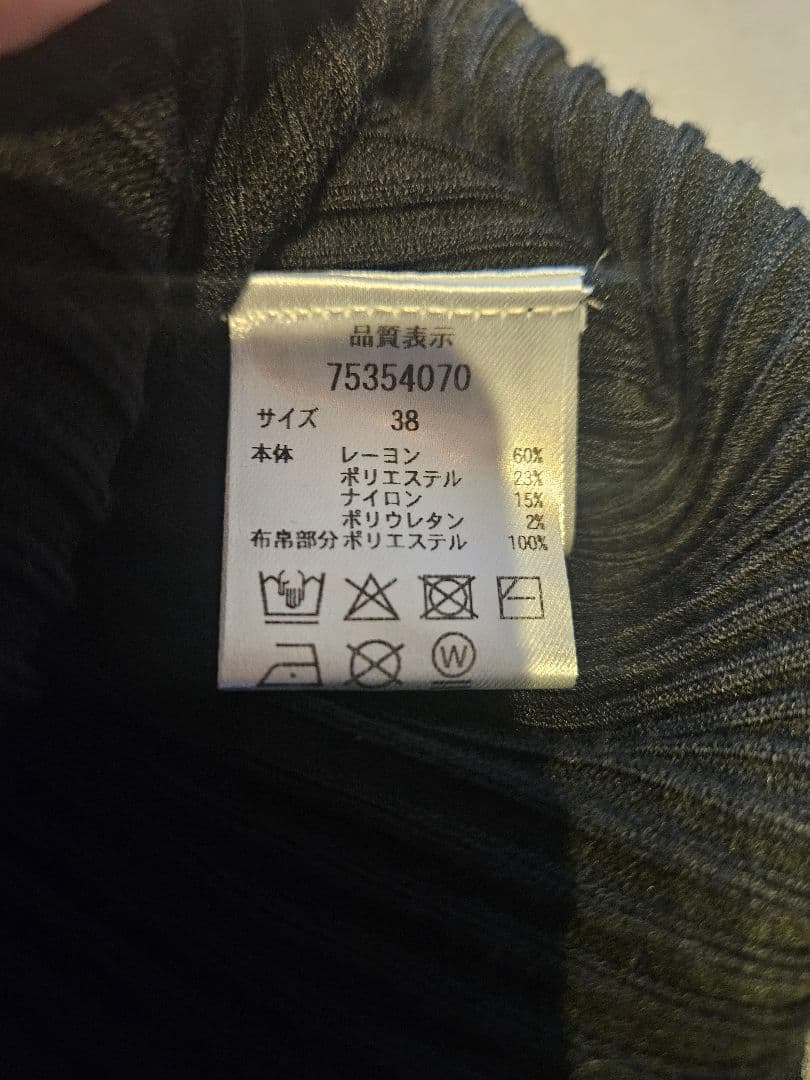 品質表示
75354070
サイズ 38
本体 レーヨン 60%
ポリエステル 23%
ナイロン 15%
ポリウレタン 2%
布帛部分 ポリエステル 100%
W